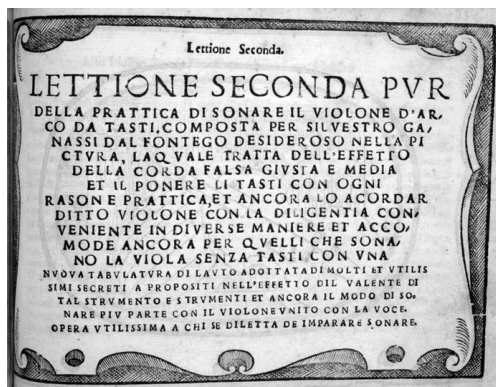 Lettione Seconda.
LETTIONE SECONDA PVR
DELLA PRATTICA DI SONARE IL VIOLONE D'AR,
CO DA TASTI, COMPOSTA PER SILVESTRO GA,
NASSI DAL FONTEGO DESIDEROSO NELLA PI
CTVRA, LAQVALE TRATTA DELL'EFFETTO
DELLA CORDA FALSA GIVSTA E MEDIA
ET IL PONERE LI TASTI CON OGNI
RASONE PRATTICA, ET ANCORA LO ACORDAR
DITTO VIOLONE CON LA DILIGENTIA CON,
VENIENTE IN DIVERSE MANIERE ET ACCO,
MODE ANCORA PER QVELLI CHE SONA,
NO LA VIOLA SENZA TASTI CON VNA
NVOVA TABVLATVRA DI LAVTO ADOTTATA DI MOLTI ET VTILIS
SIMI SECRETI A PROPOSITI NELL'EFFETTO DIL VALENTE DI
TAL STRVMENTO E STRVMENTI ET ANCORA IL MODO DI SO,
NARE PIV PARTE CON IL VIOLONE VNITO CON LA VOCE.
OPERA VTILISSIMA A CHI SE DILETTA DE IMPARARE SONARE.